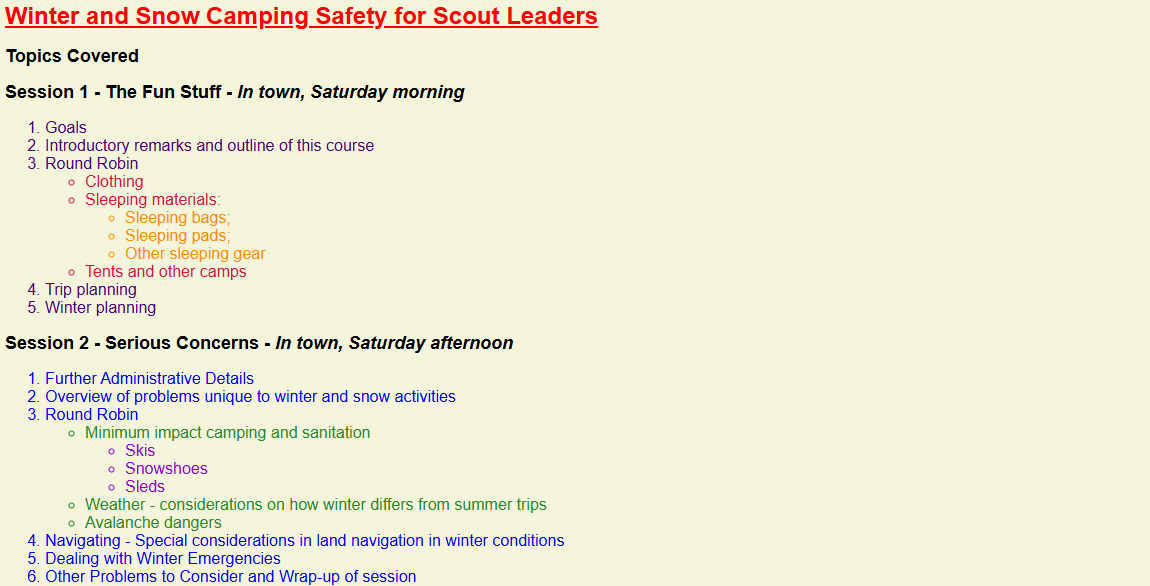 Winter and Snow Camping Safety for Scout Leaders
Topics Covered
Session 1 - The Fun Stuff - In town, Saturday morning
1. Goals
2. Introductory remarks and outline of this course
3. Round Robin
Clothing
Sleeping materials:
Sleeping bags;
Sleeping pads;
Other sleeping gear
Tents and other camps
4. Trip planning
5. Winter planning
Session 2 - Serious Concerns - In town, Saturday afternoon
1. Further Administrative Details
2. Overview of problems unique to winter and snow activities
3. Round Robin
Minimum impact camping and sanitation
Skis
Snowshoes
Sleds
Weather - considerations on how winter differs from summer trips
Avalanche dangers
4. Navigating - Special considerations in land navigation in winter conditions
5. Dealing with Winter Emergencies
6. Other Problems to Consider and Wrap-up of session